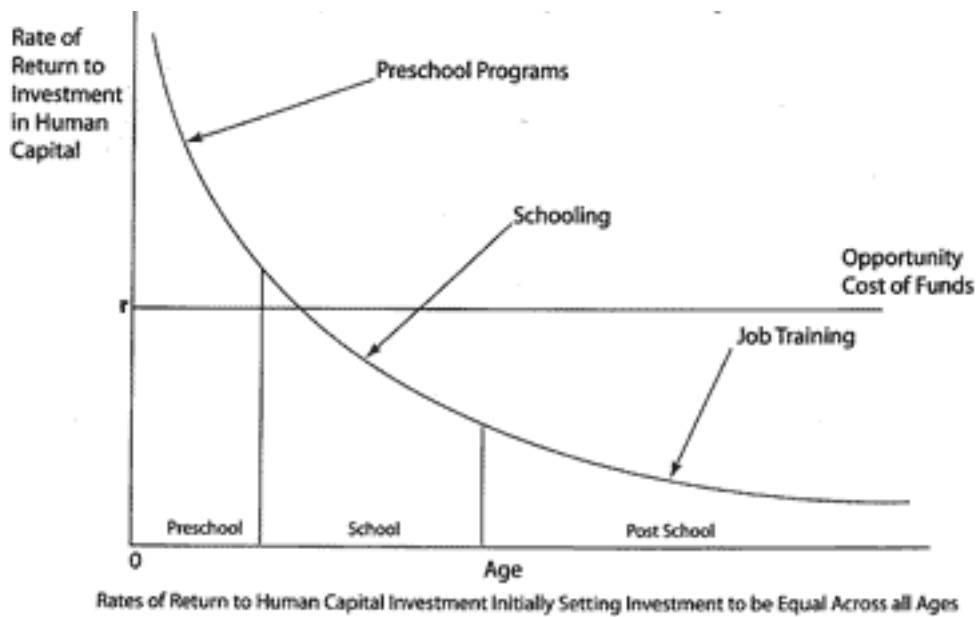 Rate of
Return to
Investment
in Human
Capital
Preschool Programs
Schooling
Opportunity
Cost of Funds
r
Job Training
Preschool
School
Post School
0
Age
Rates of Return to Human Capital Investment Initially Setting Investment to be Equal Across all Ages